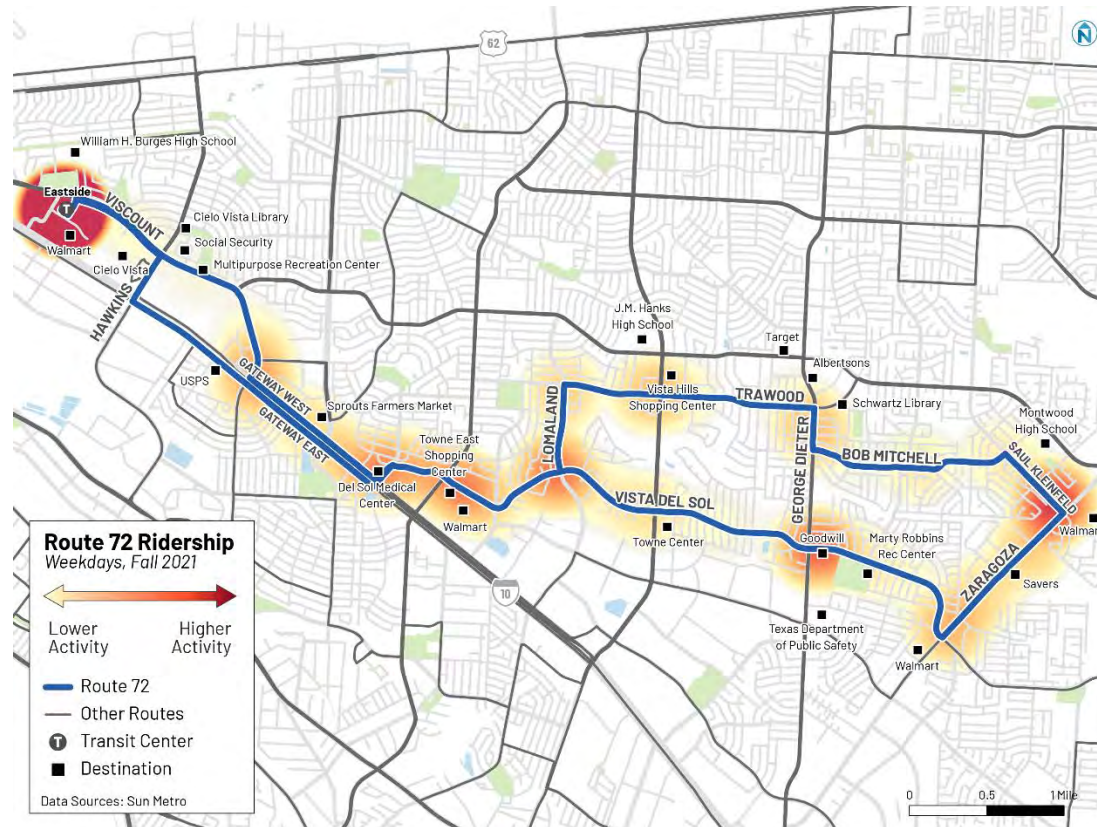 62
N
William H. Burges High School
Eastside
T
VISCOUNT
Walmart
Cielo Vista
Cielo Vista Library
Social Security
Multipurpose Recreation Center
HAWKINS
USPS
GATEWAY WEST
GATEWAY EAST
Sprouts Farmers Market
Towne East
Shopping
Center
Del Sol Medical
Center
Walmart
LOMALAND
J.M. Hanks
High School
Vista Hills
Shopping Center
Target
Albertsons
TRAWOOD
Schwartz Library
GEORGE DIETER
BOB MITCHELL
Montwood
High School
SAUL KLEINFELD
Walmart
VISTA DEL SOL
Towne Center
Goodwill
Marty Robbins
Rec Center
ZARAGOZA
Savers
Texas Department
of Public Safety
Walmart
10
Route 72 Ridership
Weekdays, Fall 2021
Lower
Activity
Higher
Activity
Route 72
Other Routes
T
Transit Center
Destination
Data Sources: Sun Metro
0
0.5
1 Mile